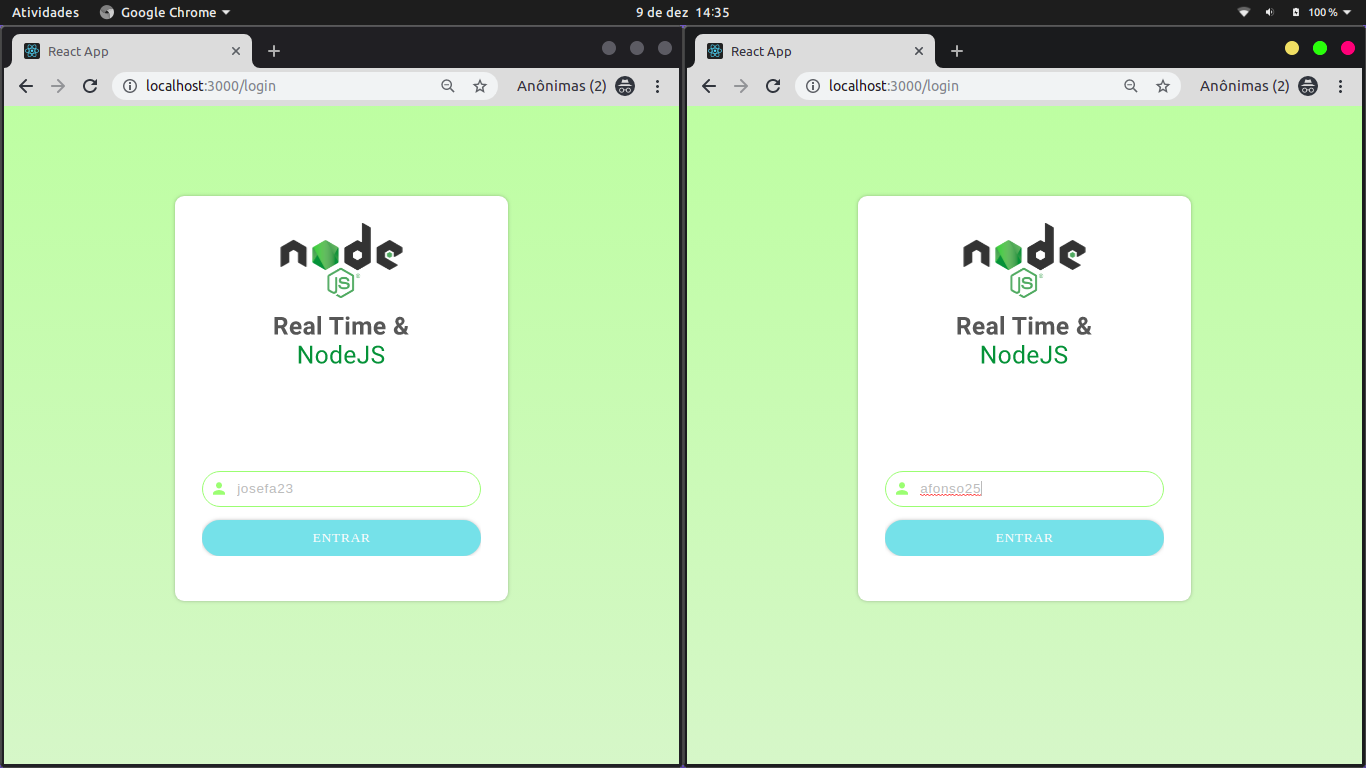 Atividades Google Chrome 9 de dez 14:35 100%
React App
localhost:3000/login Anônimas (2)
node
JS
Real Time &
NodeJS
josefa23
ENTRAR
React App
localhost:3000/login Anônimas (2)
node
JS
Real Time &
NodeJS
afonso25
ENTRAR